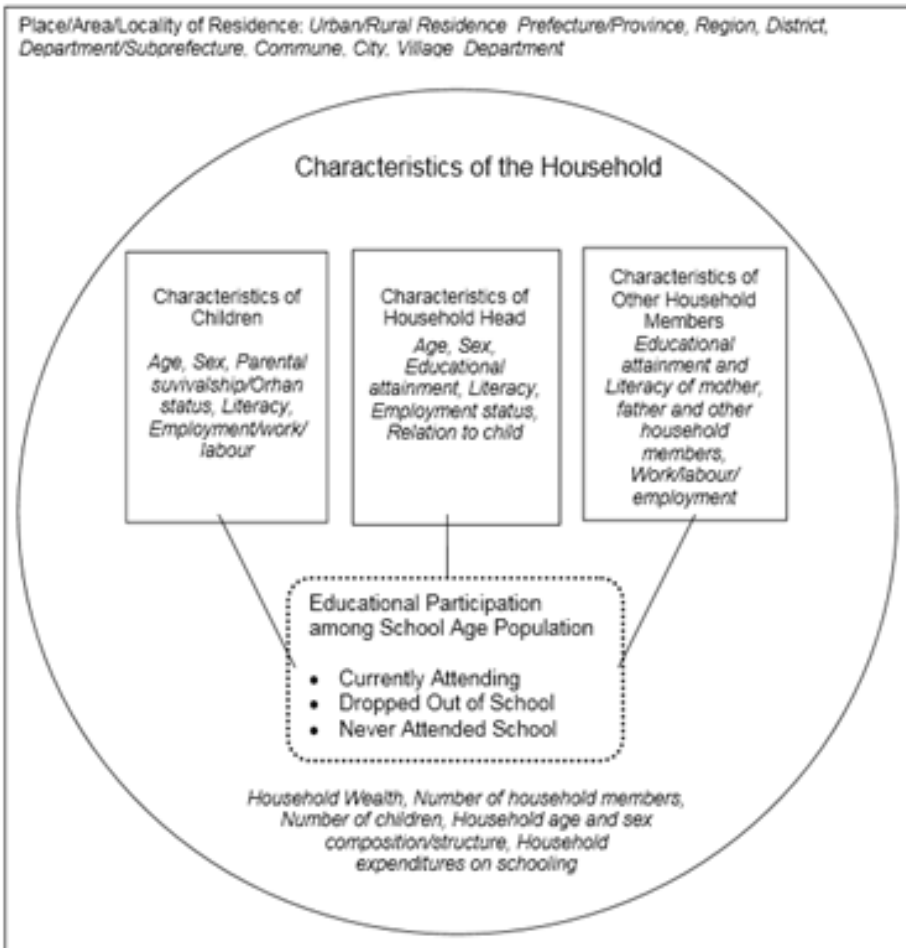 Place/Area/Locality of Residence: Urban/Rural Residence Prefecture/Province, Region, District,
Department/Subprefecture, Commune, City, Village Department
Characteristics of the Household
Characteristics of
Children
Age, Sex, Parental
suvivalship/Orhan
status, Literacy,
Employment/work/
labour
Characteristics of
Household Head
Age, Sex,
Educational
attainment, Literacy,
Employment status,
Relation to child
Characteristics of
Other Household
Members
Educational
attainment and
Literacy of mother,
father and other
household
members,
Work/labour/
employment
Educational Participation
among School Age Population
• Currently Attending
• Dropped Out of School
• Never Attended School
Household Wealth, Number of household members,
Number of children, Household age and sex
composition/structure, Household
expenditures on schooling